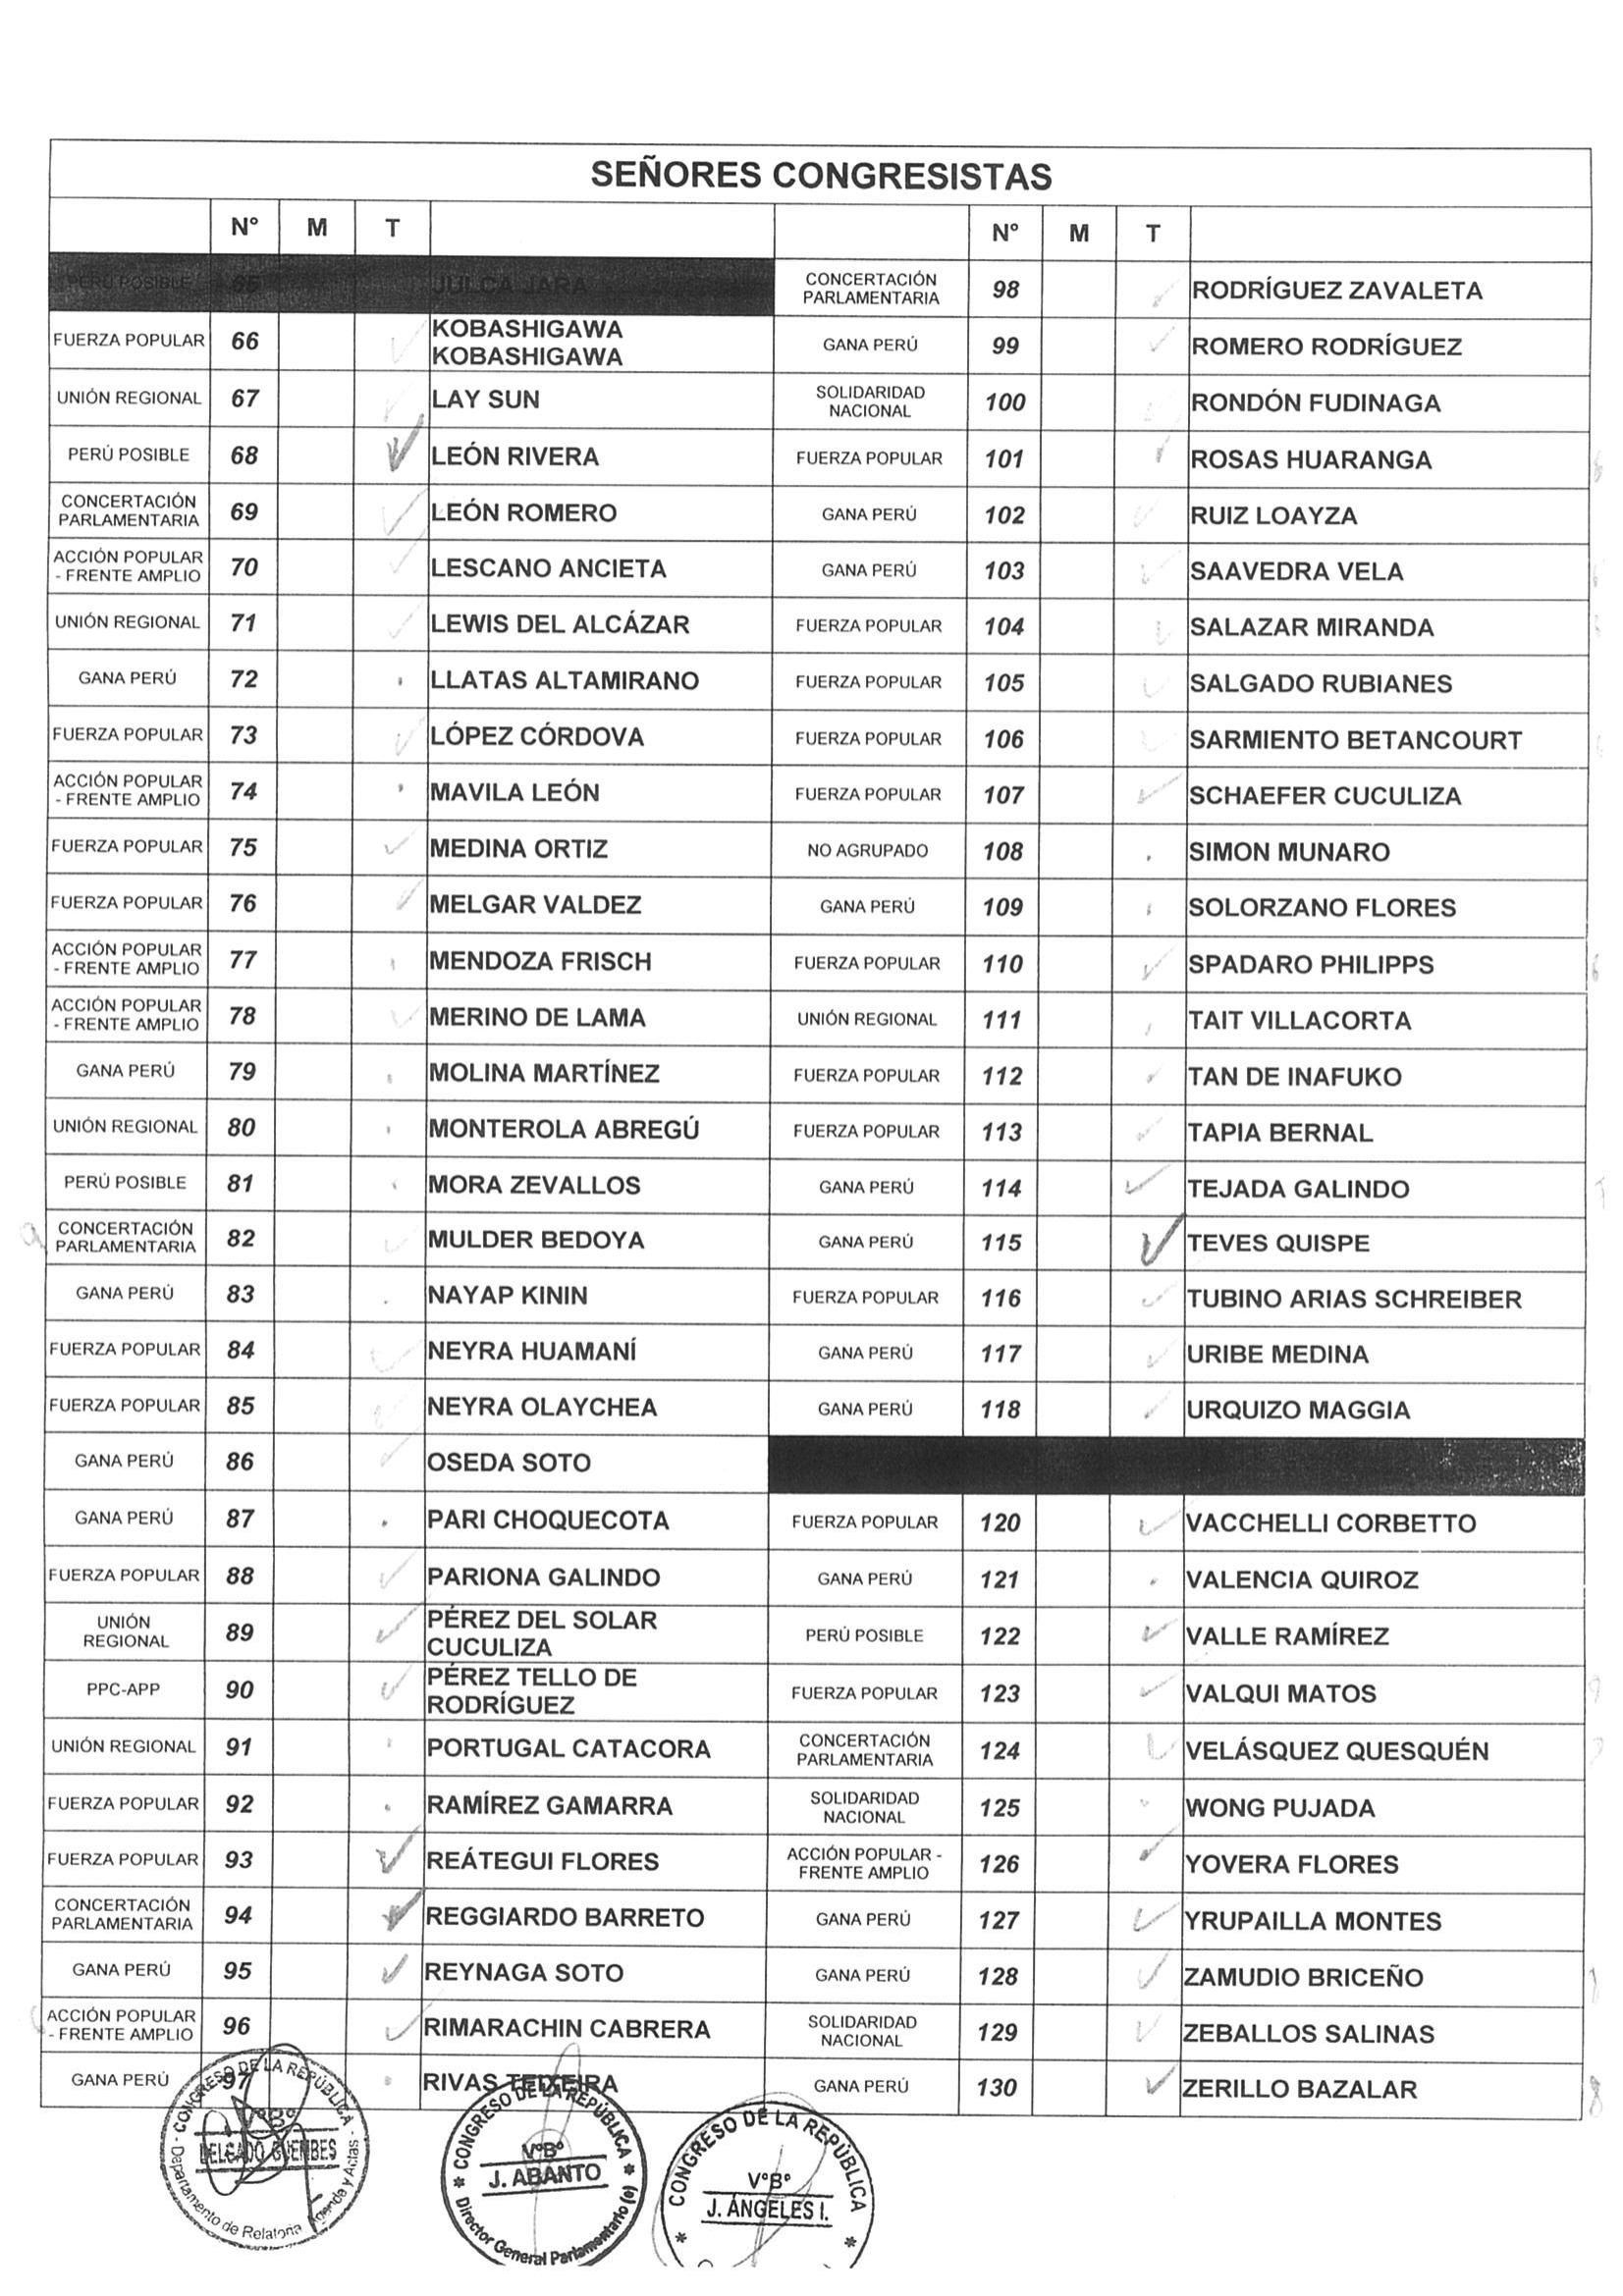 SEÑORES CONGRESISTAS
N° M T N° M T
PERÚ POSIBLE 65 JULCA JARA
CONCERTACIÓN PARLAMENTARIA 98 RODRÍGUEZ ZAVALETA
FUERZA POPULAR 66 KOBASHIGAWA KOBASHIGAWA
GANA PERÚ 99 ROMERO RODRÍGUEZ
UNIÓN REGIONAL 67 LAY SUN
SOLIDARIDAD NACIONAL 100 RONDÓN FUDINAGA
PERÚ POSIBLE 68 LEÓN RIVERA
FUERZA POPULAR 101 ROSAS HUARANGA
CONCERTACIÓN PARLAMENTARIA 69 LEÓN ROMERO
GANA PERÚ 102 RUIZ LOAYZA
ACCIÓN POPULAR - FRENTE AMPLIO 70 LESCANO ANCIETA
GANA PERÚ 103 SAAVEDRA VELA
UNIÓN REGIONAL 71 LEWIS DEL ALCÁZAR
FUERZA POPULAR 104 SALAZAR MIRANDA
GANA PERÚ 72 LLATAS ALTAMIRANO
FUERZA POPULAR 105 SALGADO RUBIANES
FUERZA POPULAR 73 LÓPEZ CÓRDOVA
FUERZA POPULAR 106 SARMIENTO BETANCOURT
ACCIÓN POPULAR - FRENTE AMPLIO 74 MAVILA LEÓN
FUERZA POPULAR 107 SCHAEFER CUCULIZA
FUERZA POPULAR 75 MEDINA ORTIZ
NO AGRUPADO 108 SIMON MUNARO
FUERZA POPULAR 76 MELGAR VALDEZ
GANA PERÚ 109 SOLORZANO FLORES
ACCIÓN POPULAR - FRENTE AMPLIO 77 MENDOZA FRISCH
FUERZA POPULAR 110 SPADARO PHILIPPS
ACCIÓN POPULAR - FRENTE AMPLIO 78 MERINO DE LAMA
UNIÓN REGIONAL 111 TAIT VILLACORTA
GANA PERÚ 79 MOLINA MARTÍNEZ
FUERZA POPULAR 112 TAN DE INAFUKO
UNIÓN REGIONAL 80 MONTEROLA ABREGÚ
FUERZA POPULAR 113 TAPIA BERNAL
PERÚ POSIBLE 81 MORA ZEVALLOS
GANA PERÚ 114 TEJADA GALINDO
CONCERTACIÓN PARLAMENTARIA 82 MULDER BEDOYA
GANA PERÚ 115 TEVES QUISPE
GANA PERÚ 83 NAYAP KININ
FUERZA POPULAR 116 TUBINO ARIAS SCHREIBER
FUERZA POPULAR 84 NEYRA HUAMANÍ
GANA PERÚ 117 URIBE MEDINA
FUERZA POPULAR 85 NEYRA OLAYCHEA
GANA PERÚ 118 URQUIZO MAGGIA
GANA PERÚ 86 OSEDA SOTO
GANA PERÚ 87 PARI CHOQUECOTA
FUERZA POPULAR 120 VACCHELLI CORBETTO
FUERZA POPULAR 88 PARIONA GALINDO
GANA PERÚ 121 VALENCIA QUIROZ
UNIÓN REGIONAL 89 PÉREZ DEL SOLAR CUCULIZA
PERÚ POSIBLE 122 VALLE RAMÍREZ
PPC-APP 90 PÉREZ TELLO DE RODRÍGUEZ
FUERZA POPULAR 123 VALQUI MATOS
UNIÓN REGIONAL 91 PORTUGAL CATACORA
CONCERTACIÓN PARLAMENTARIA 124 VELÁSQUEZ QUESQUÉN
FUERZA POPULAR 92 RAMÍREZ GAMARRA
SOLIDARIDAD NACIONAL 125 WONG PUJADA
FUERZA POPULAR 93 REÁTEGUI FLORES
ACCIÓN POPULAR - FRENTE AMPLIO 126 YOVERA FLORES
CONCERTACIÓN PARLAMENTARIA 94 REGGIARDO BARRETO
GANA PERÚ 127 YRUPAILLA MONTES
GANA PERÚ 95 REYNAGA SOTO
GANA PERÚ 128 ZAMUDIO BRICEÑO
ACCIÓN POPULAR - FRENTE AMPLIO 96 RIMARACHIN CABRERA
SOLIDARIDAD NACIONAL 129 ZEBALLOS SALINAS
GANA PERÚ 97 RIVAS TEIXEIRA
GANA PERÚ 130 ZERILLO BAZALAR
- CONGRESO DE LA REPÚBLICA -
V°B°
DELGADO GUEMBES
Departamento de Relatoria Agenda y Actas
* CONGRESO DE LA REPÚBLICA *
V°B°
J. ABANTO
Director General Parlamentario (e)
* CONGRESO DE LA REPÚBLICA *
V°B°
J. ÁNGELES I.